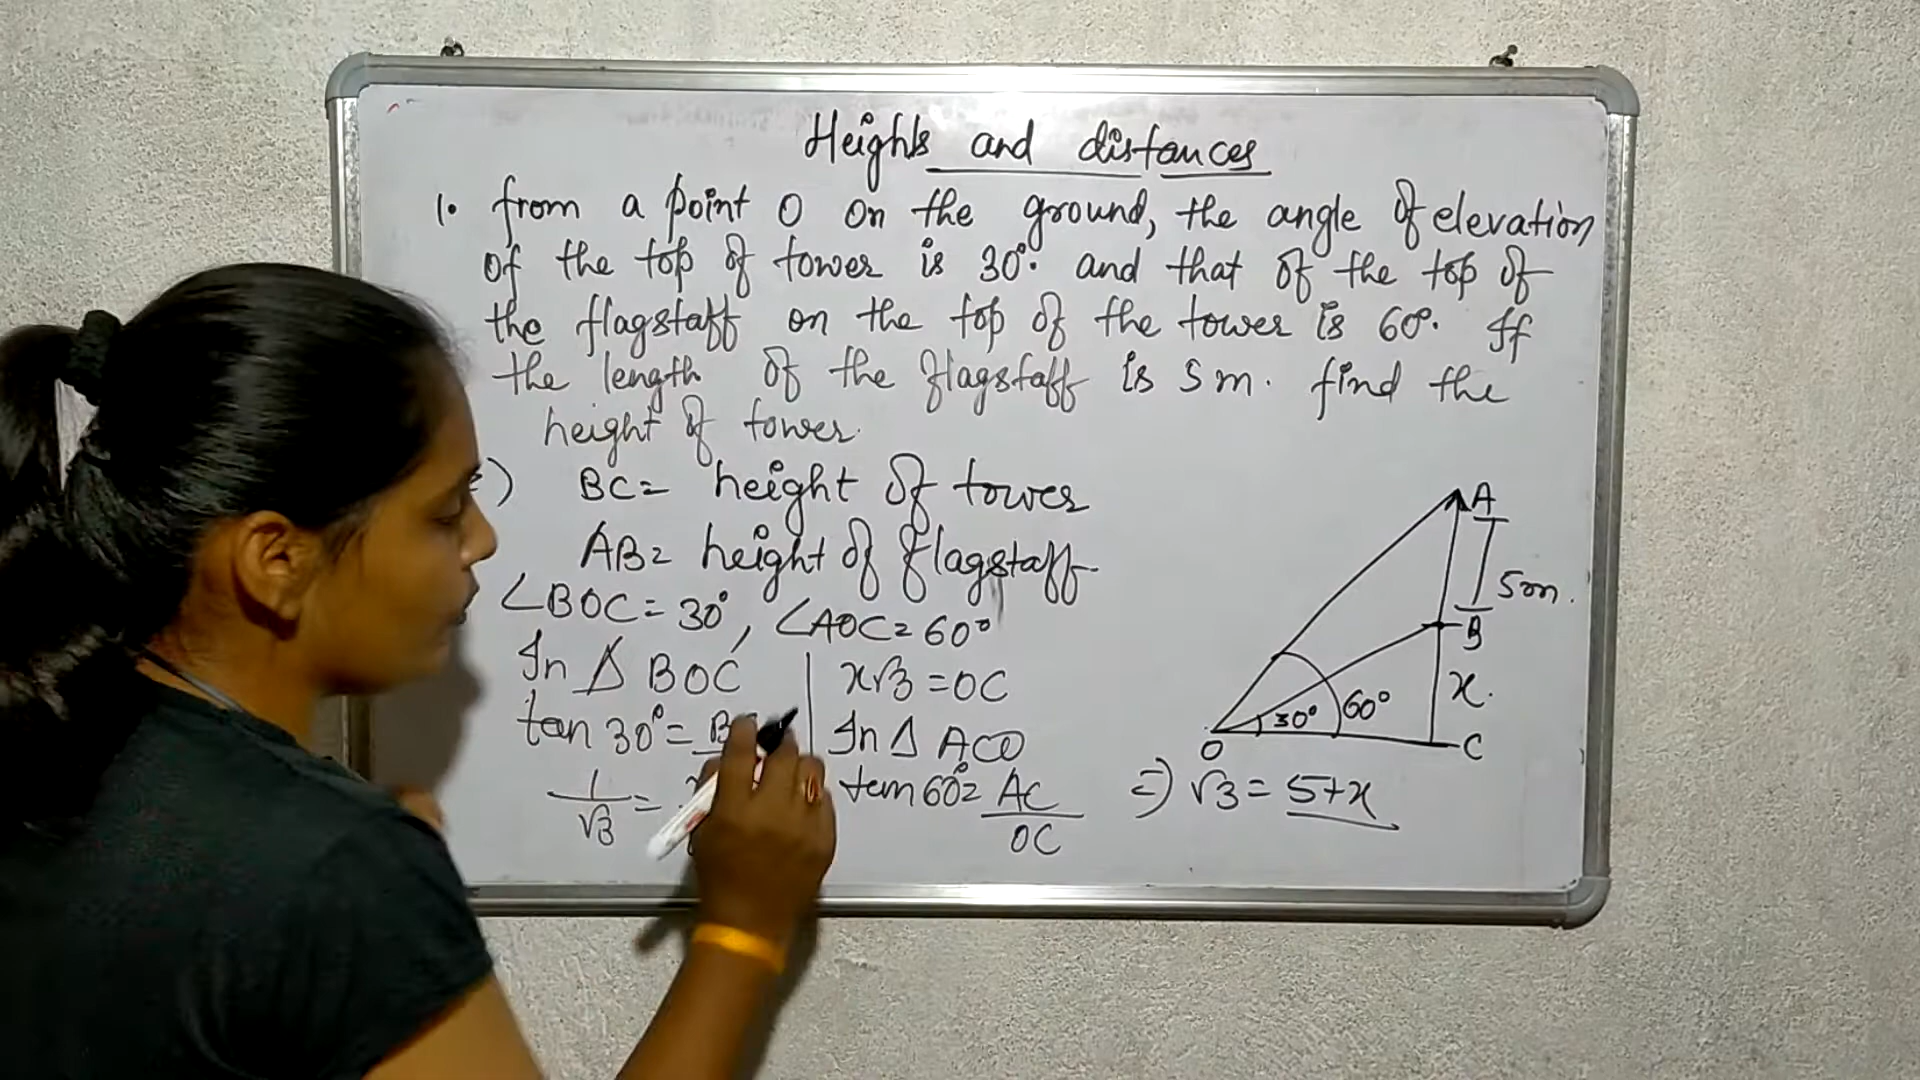 Heights and distances
1. from a point O on the ground, the angle of elevation
of the top of tower is 30°. and that of the top of
the flagstaff on the top of the tower is 60°. If
the length of the flagstaff is 5m. find the
height of tower.
BC= height of tower
AB= height of flagstaff
∠BOC=30°, ∠AOC=60°
In Δ BOC
tan 30°=
1/√3 =
x√3=OC
In Δ ACO
tan60°= AC/OC
=) √3= 5+x
A
5m.
B
x.
30° 60°
O C